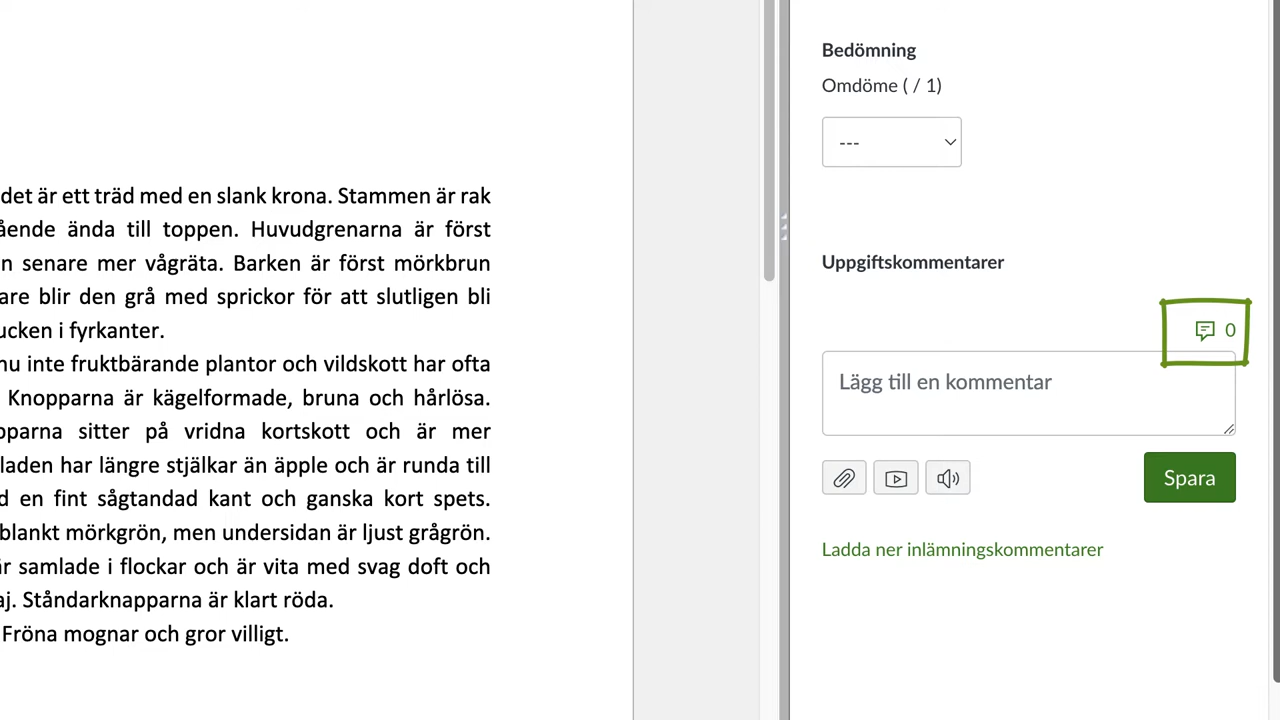 det är ett träd med en slank krona. Stammen är rak
ående ända till toppen. Huvudgrenarna är först
n senare mer vågräta. Barken är först mörkbrun
are blir den grå med sprickor för att slutligen bli
ucken i fyrkanter.
nu inte fruktbärande plantor och vildskott har ofta
Knopparna är kägelformade, bruna och hårlösa.
pparna sitter på vridna kortskott och är mer
laden har längre stjälkar än äpple och är runda till
d en fint sågtandad kant och ganska kort spets.
blankt mörkgrön, men undersidan är ljust grågrön.
är samlade i flockar och är vita med svag doft och
aj. Ståndarknapparna är klart röda.
Fröna mognar och gror villigt.
Bedömning
Omdöme ( / 1)
---
Uppgiftskommentarer
0
Lägg till en kommentar
Spara
Ladda ner inlämningskommentarer